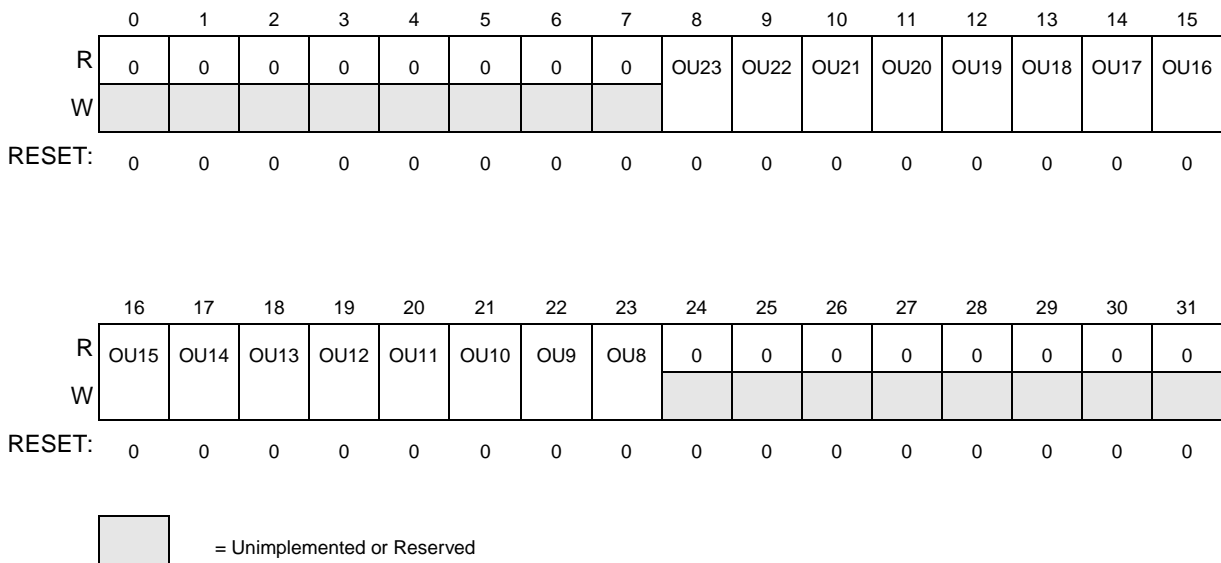 0 1 2 3 4 5 6 7 8 9 10 11 12 13 14 15
R 0 0 0 0 0 0 0 0 OU23 OU22 OU21 OU20 OU19 OU18 OU17 OU16
W
RESET: 0 0 0 0 0 0 0 0 0 0 0 0 0 0 0 0
16 17 18 19 20 21 22 23 24 25 26 27 28 29 30 31
R OU15 OU14 OU13 OU12 OU11 OU10 OU9 OU8 0 0 0 0 0 0 0 0
W
RESET: 0 0 0 0 0 0 0 0 0 0 0 0 0 0 0 0
= Unimplemented or Reserved